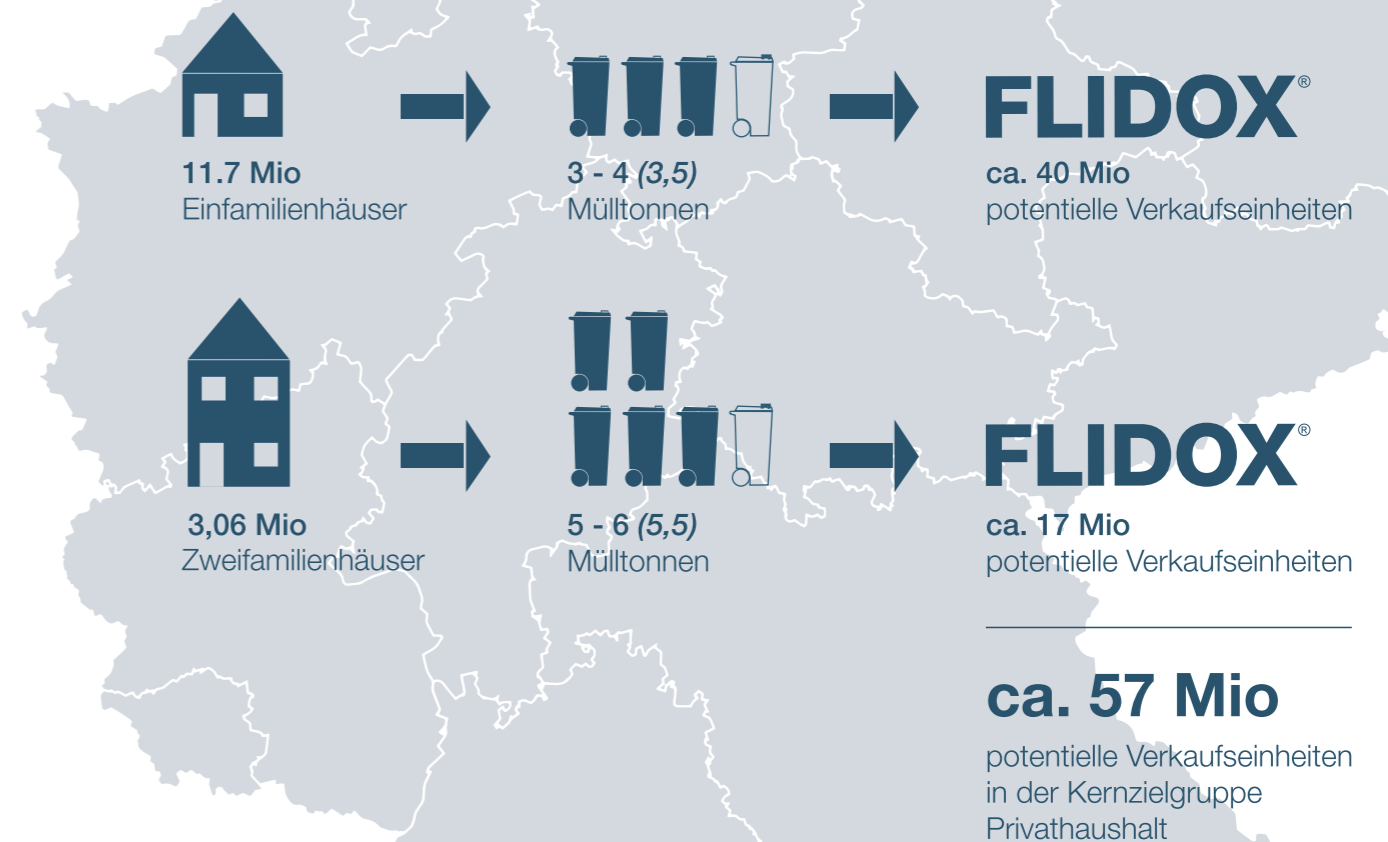 FLIDOX®
11.7 Mio
Einfamilienhäuser
3 - 4 (3,5)
Mülltonnen
ca. 40 Mio
potentielle Verkaufseinheiten
FLIDOX®
3,06 Mio
Zweifamilienhäuser
5 - 6 (5,5)
Mülltonnen
ca. 17 Mio
potentielle Verkaufseinheiten
ca. 57 Mio
potentielle Verkaufseinheiten
in der Kernzielgruppe
Privathaushalt